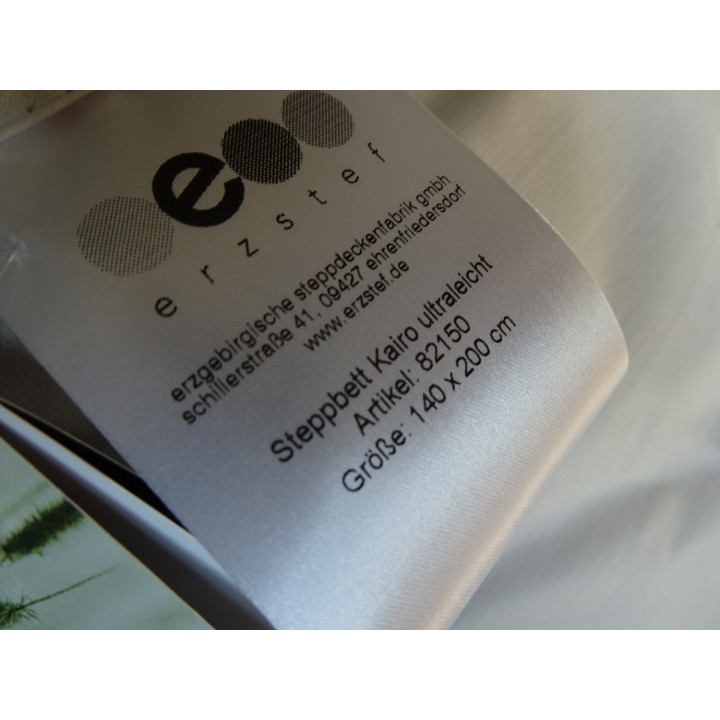 e
erzstef
erzgebirgische steppdeckenfabrik gmbh
schillerstraße 41, 09427 ehrenfriedersdorf
www.erzstef.de
Steppbett Kairo ultraleicht
Artikel: 82150
Größe: 140 x 200 cm